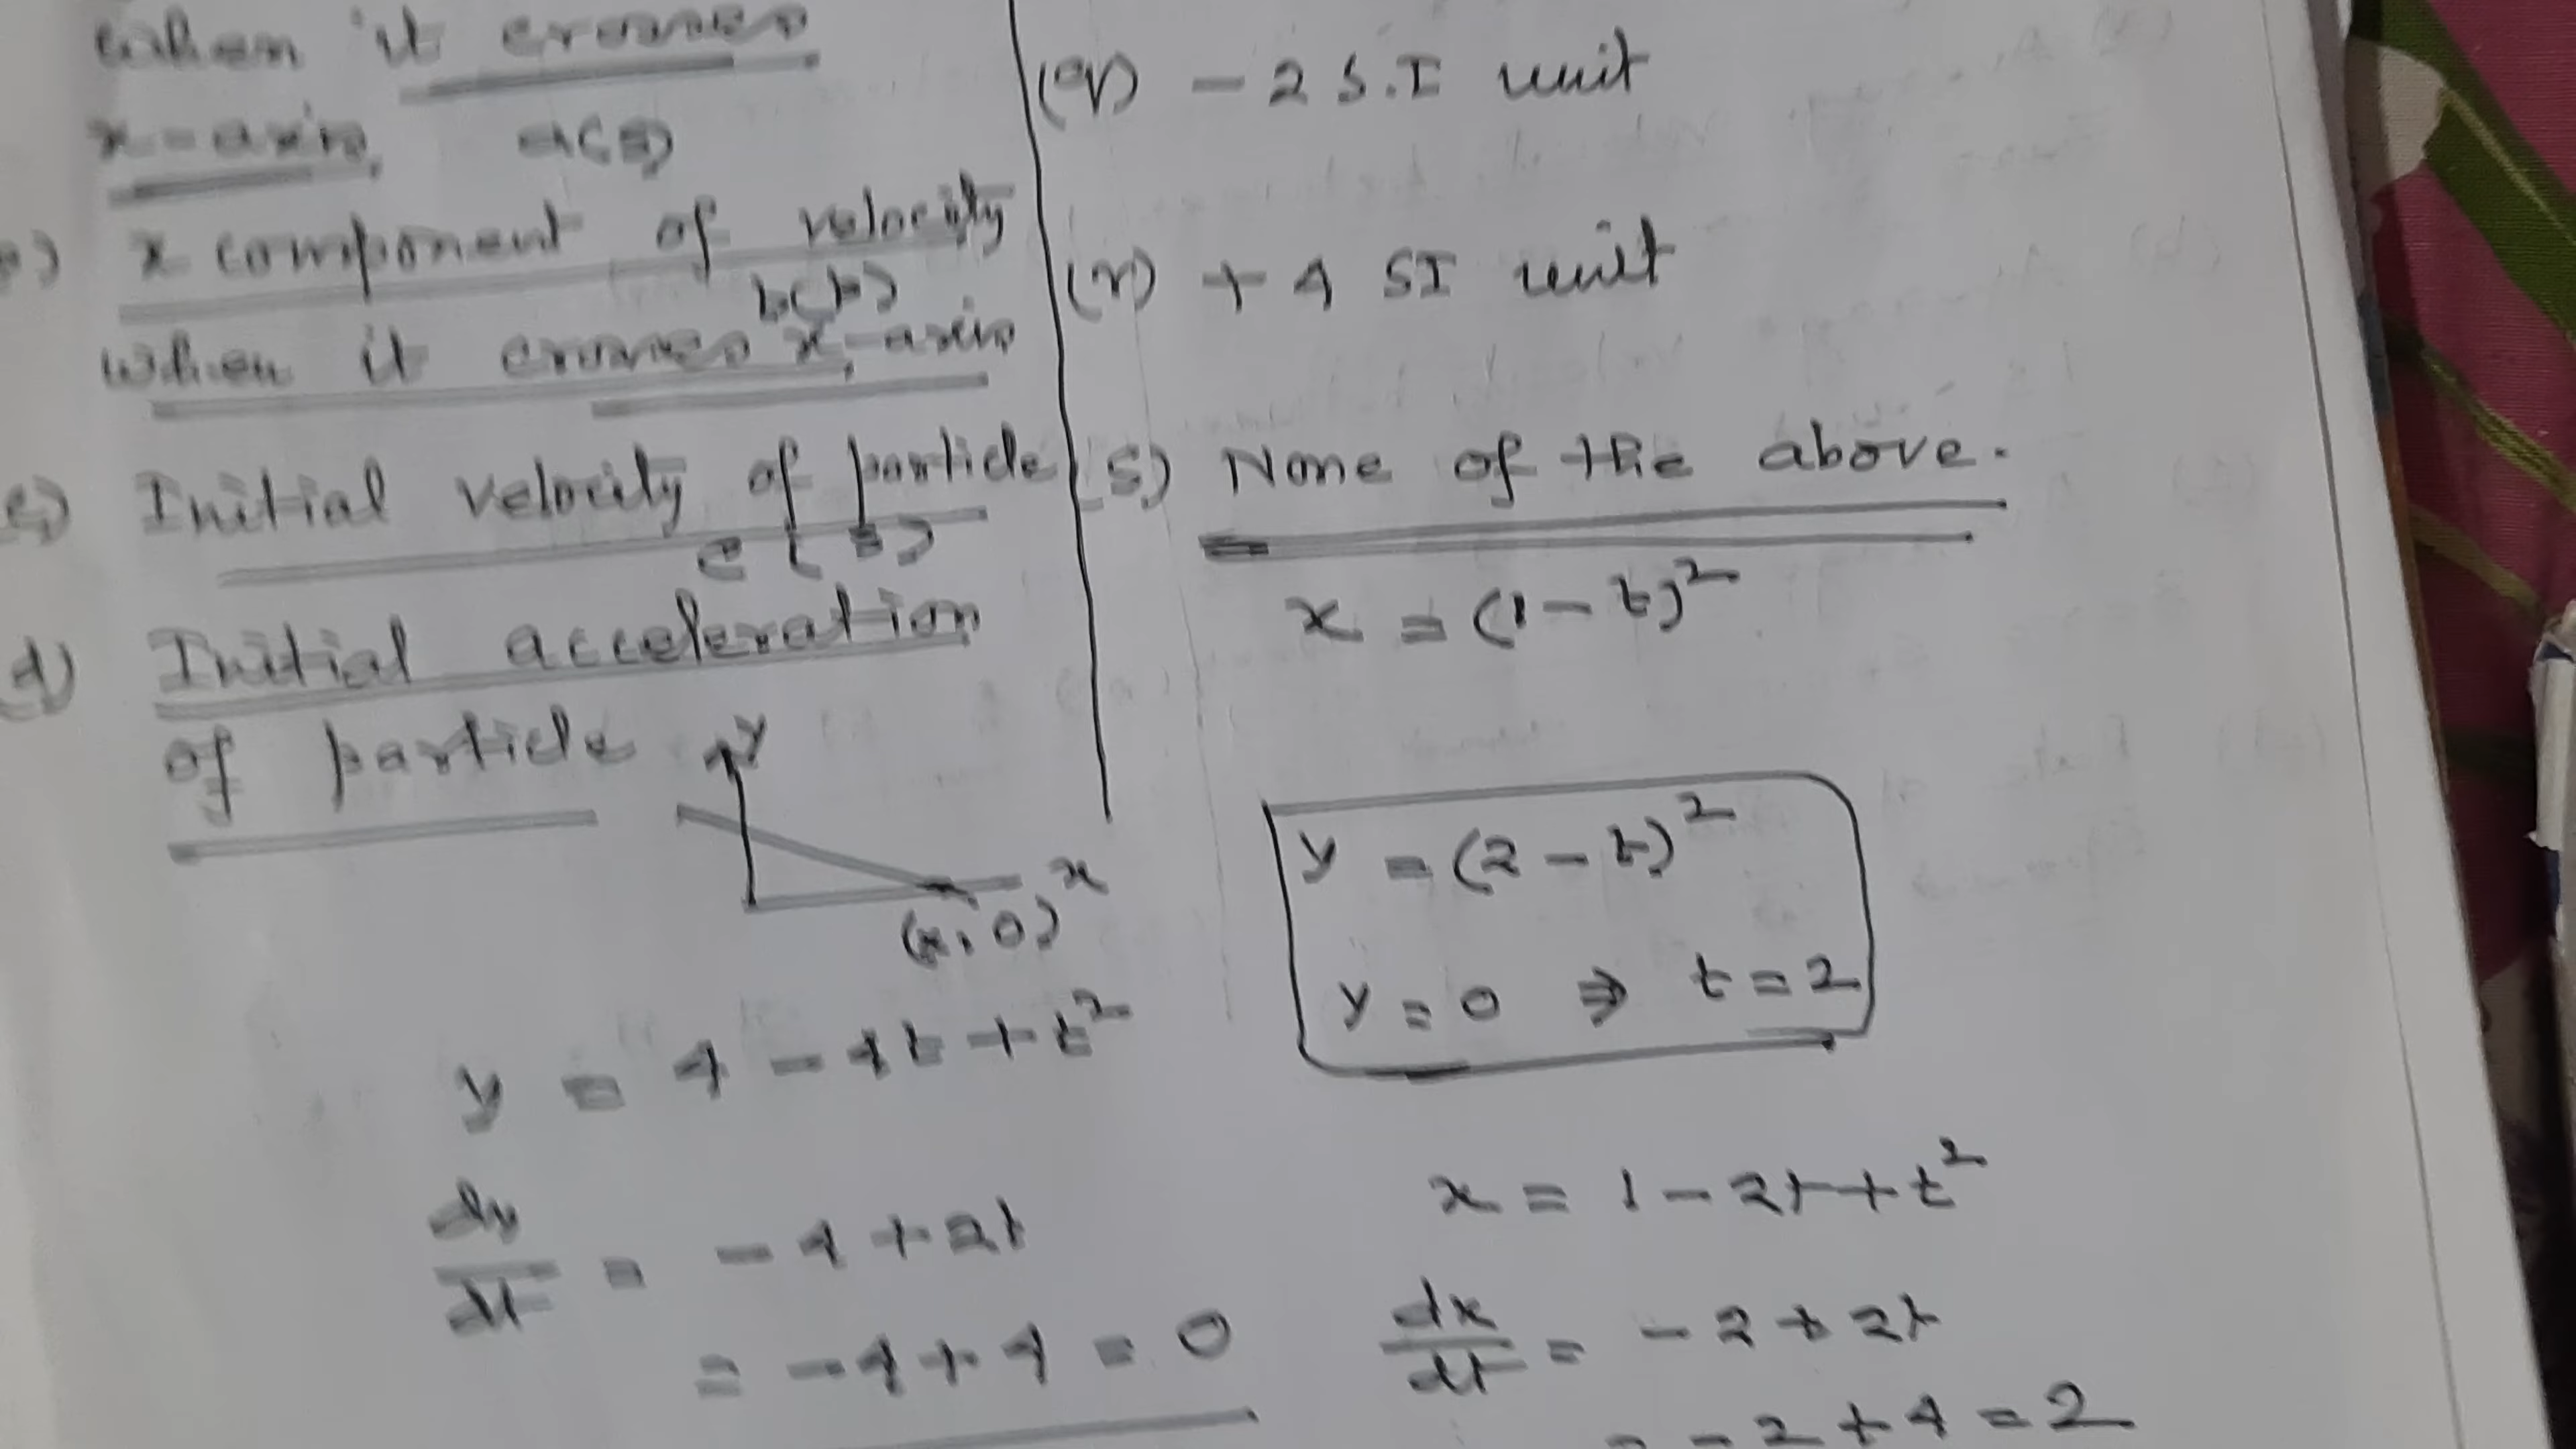 when it crosses
x-axis, a(s)
x component of velocity
b(p)
when it crosses x-axis
c) Initial velocity of particle
c(s)
d) Initial acceleration
of particle
y
x
(x, 0)
y = 4 - 4t + t²
dy/dt = -4 + 2t
= -4 + 4 = 0
(q) - 2 S.I unit
(r) + 4 SI unit
(s) None of the above.
x = (1 - t)²
y = (2 - t)²
y = 0 ⇒ t = 2
x = 1 - 2t + t²
dx/dt = -2 + 2t
= -2 + 4 = 2